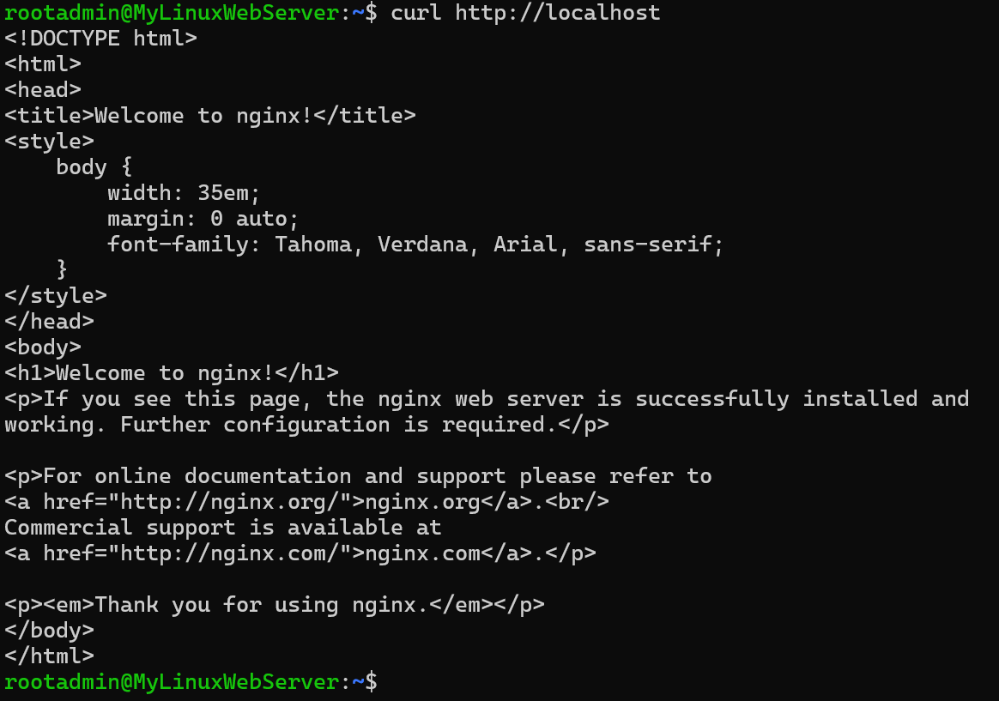 rootadmin@MyLinuxWebServer:~$ curl http://localhost
<!DOCTYPE html>
<html>
<head>
<title>Welcome to nginx!</title>
<style>
    body {
        width: 35em;
        margin: 0 auto;
        font-family: Tahoma, Verdana, Arial, sans-serif;
    }
</style>
</head>
<body>
<h1>Welcome to nginx!</h1>
<p>If you see this page, the nginx web server is successfully installed and
working. Further configuration is required.</p>

<p>For online documentation and support please refer to
<a href="http://nginx.org/">nginx.org</a>.<br/>
Commercial support is available at
<a href="http://nginx.com/">nginx.com</a>.</p>

<p><em>Thank you for using nginx.</em></p>
</body>
</html>
rootadmin@MyLinuxWebServer:~$